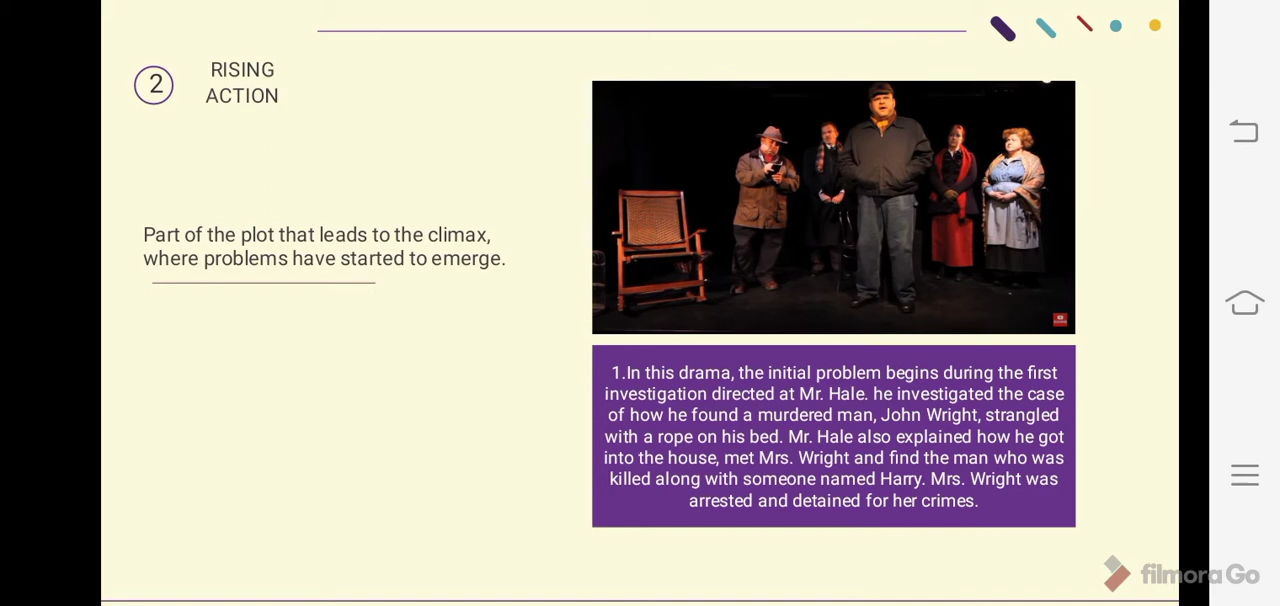 2
RISING
ACTION
Part of the plot that leads to the climax,
where problems have started to emerge.
1.In this drama, the initial problem begins during the first
investigation directed at Mr. Hale. he investigated the case
of how he found a murdered man, John Wright, strangled
with a rope on his bed. Mr. Hale also explained how he got
into the house, met Mrs. Wright and find the man who was
killed along with someone named Harry. Mrs. Wright was
arrested and detained for her crimes.
filmoraGo